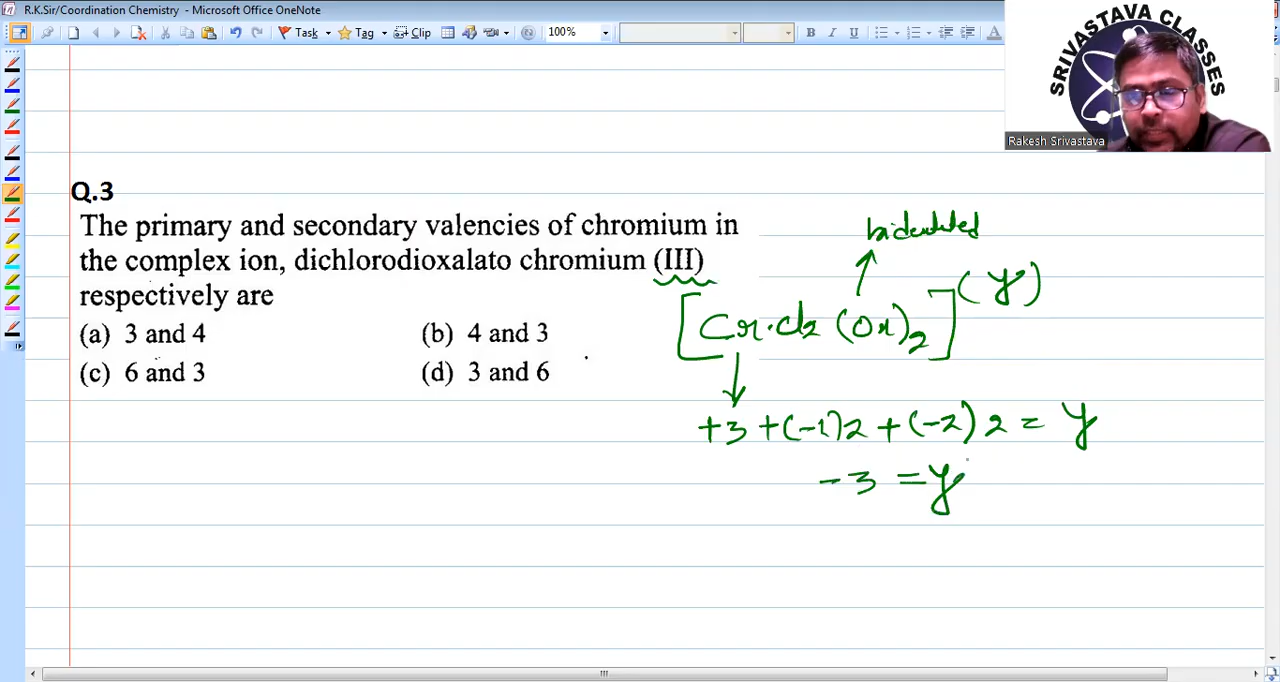 R.K.Sir/Coordination Chemistry - Microsoft Office OneNote
Task
Tag
Clip
100%
B I U
A
SRIVASTAVA CLASSES
Rakesh Srivastava
Q.3
The primary and secondary valencies of chromium in
the complex ion, dichlorodioxalato chromium (III)
respectively are
(a) 3 and 4
(b) 4 and 3
(c) 6 and 3
(d) 3 and 6
[Cr.Cl2 (Ox)2](y)
+3 +(-1)2 +(-2)2 = y
-3 = y